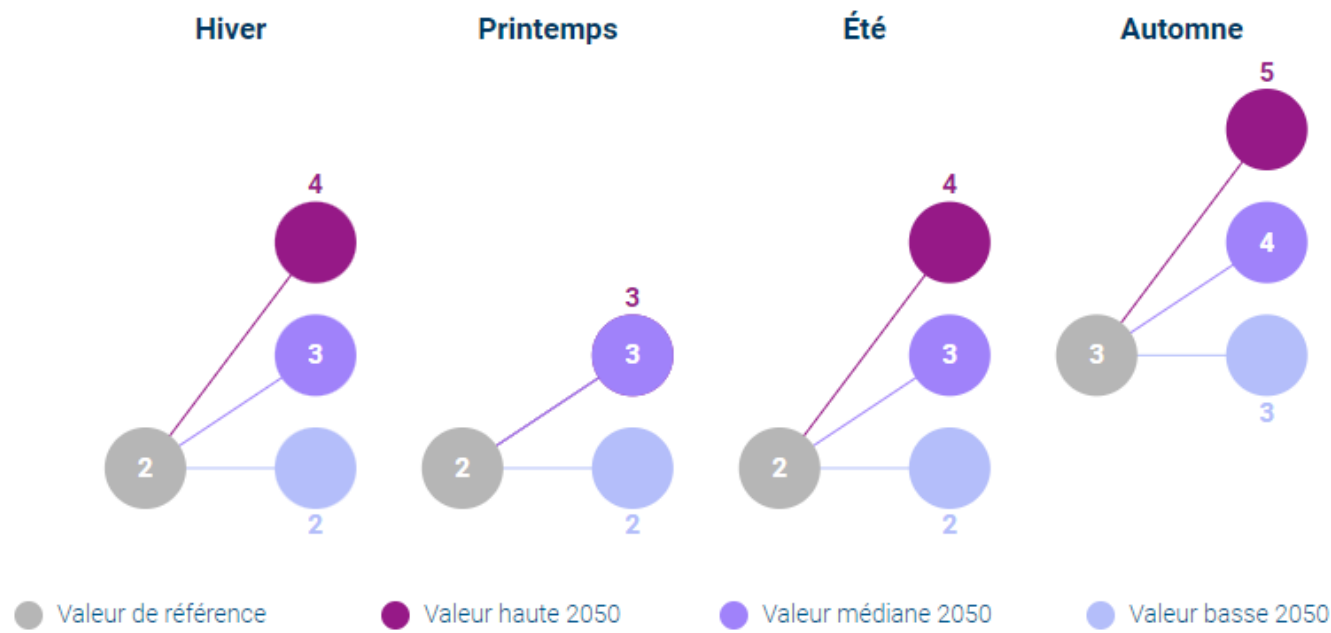 Hiver
Printemps
Été
Automne
5
4
4
4
3
3
3
3
3
2
2
2
3
2
2
2
Valeur de référence
Valeur haute 2050
Valeur médiane 2050
Valeur basse 2050